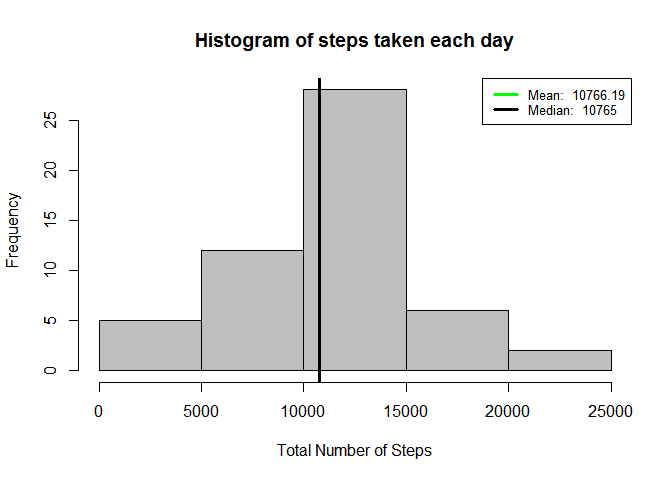 Histogram of steps taken each day
Mean: 10766.19
Median: 10765
Frequency
0
5
10
15
20
25
0 5000 10000 15000 20000 25000
Total Number of Steps